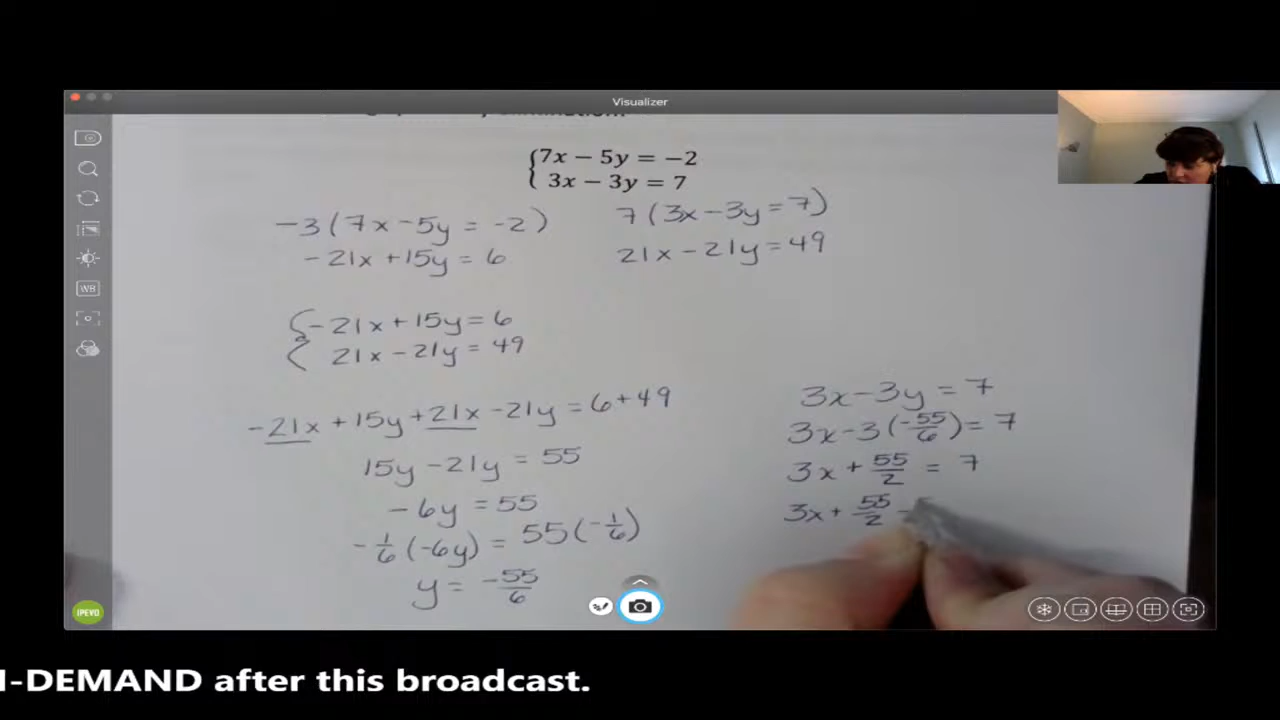 Visualizer
{7x − 5y = −2
3x − 3y = 7
-3(7x-5y = -2)
-21x +15y = 6
7(3x-3y = 7)
21x - 21y = 49
{-21x+15y = 6
21x -21y = 49
-21x +15y +21x -21y = 6+49
15y -21y = 55
-6y = 55
-1/6(-6y) = 55(-1/6)
y = -55/6
3x-3y = 7
3x-3(-55/6) = 7
3x + 55/2 = 7
3x + 55/2 -
WB
IPEVO
DEMAND after this broadcast.